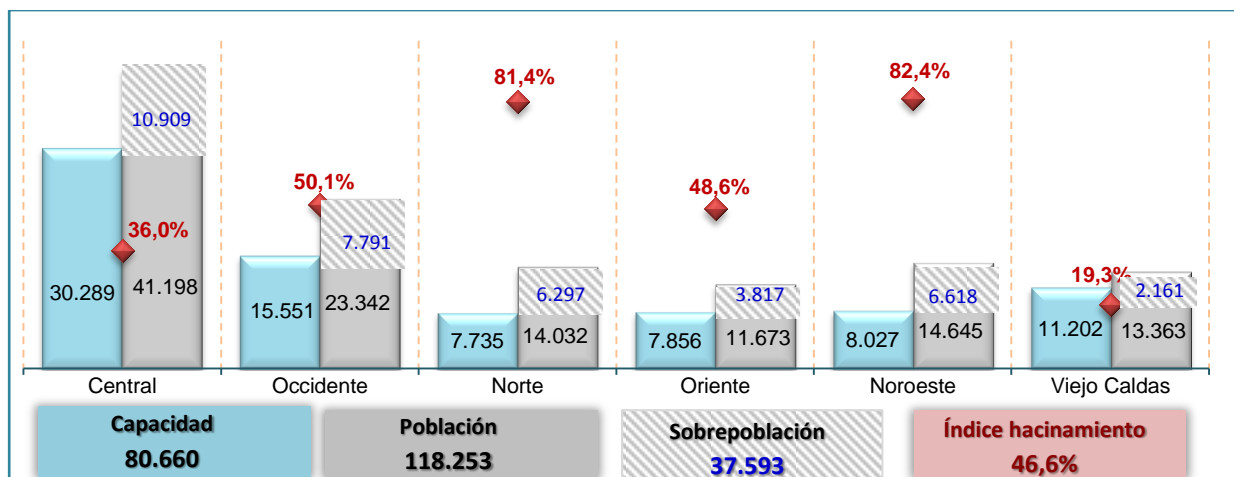 81,4%
82,4%
10.909
50,1%
48,6%
36,0%
7.791
19,3%
30.289
41.198
15.551
23.342
6.297
7.735
14.032
3.817
7.856
11.673
6.618
8.027
14.645
2.161
11.202
13.363
Central
Occidente
Norte
Oriente
Noroeste
Viejo Caldas
Capacidad
80.660
Población
118.253
Sobrepoblación
37.593
Índice hacinamiento
46,6%